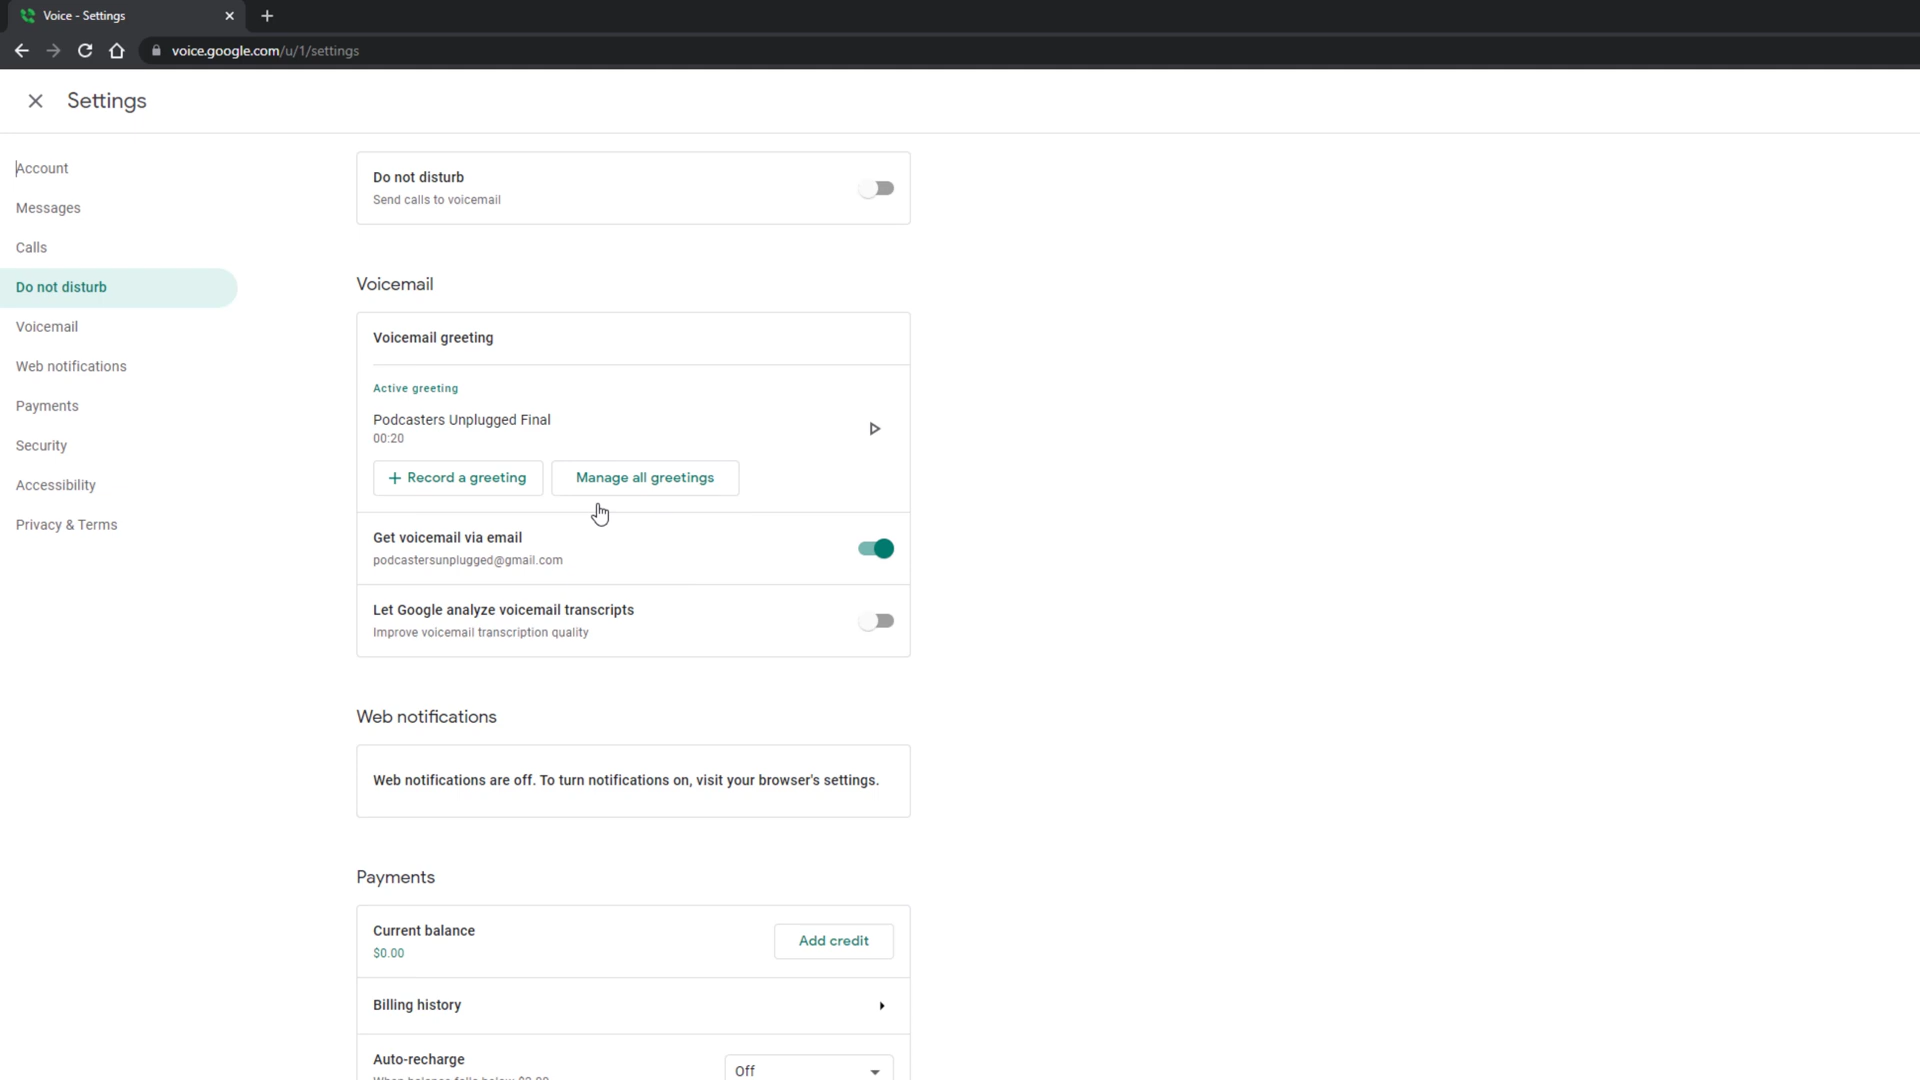 Voice - Settings
voice.google.com/u/1/settings
Settings
Account
Messages
Calls
Do not disturb
Voicemail
Web notifications
Payments
Security
Accessibility
Privacy & Terms
Do not disturb
Send calls to voicemail
Voicemail
Voicemail greeting
Active greeting
Podcasters Unplugged Final
00:20
+ Record a greeting
Manage all greetings
Get voicemail via email
podcastersunplugged@gmail.com
Let Google analyze voicemail transcripts
Improve voicemail transcription quality
Web notifications
Web notifications are off. To turn notifications on, visit your browser's settings.
Payments
Current balance
$0.00
Add credit
Billing history
Auto-recharge
Off
When balance falls below